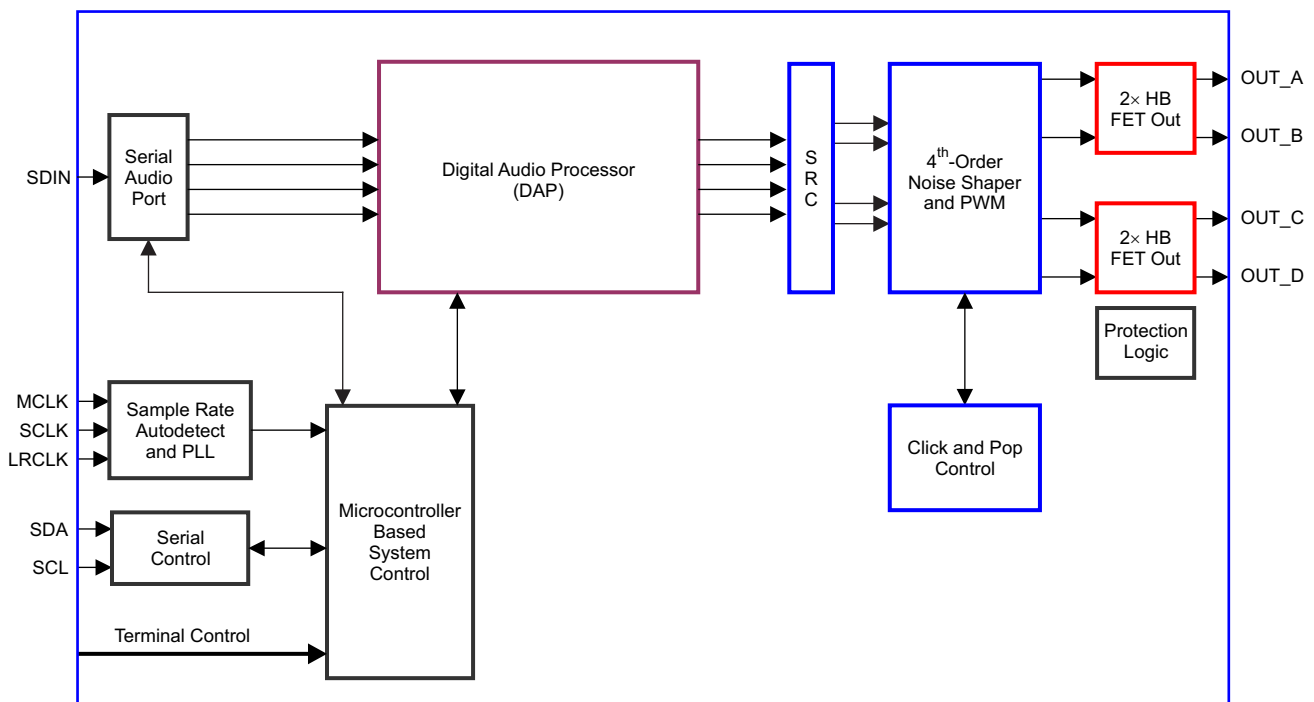 SDIN
Serial
Audio
Port
Digital Audio Processor
(DAP)
S
R
C
4th-Order
Noise Shaper
and PWM
2× HB
FET Out
OUT_A
OUT_B
2× HB
FET Out
OUT_C
OUT_D
Protection
Logic
MCLK
SCLK
LRCLK
Sample Rate
Autodetect
and PLL
SDA
SCL
Serial
Control
Microcontroller
Based
System
Control
Click and Pop
Control
Terminal Control